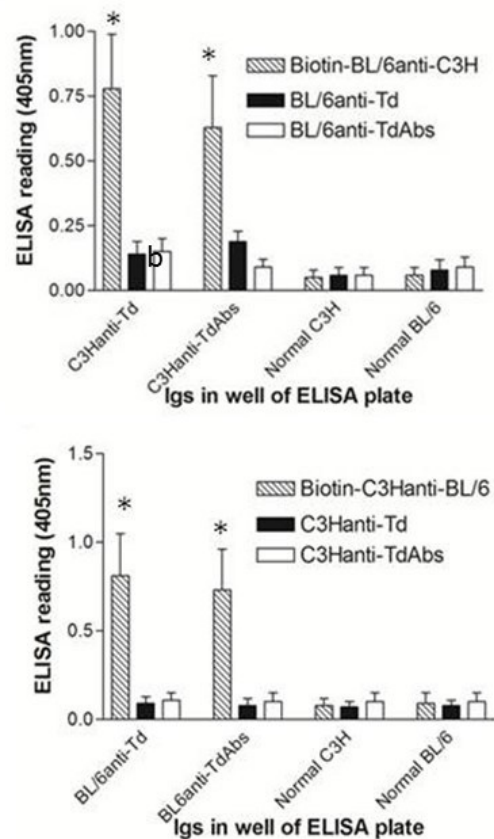 ELISA reading (405nm)
1.00
0.75
0.50
0.25
0.00
*
*
b
Biotin-BL/6anti-C3H
BL/6anti-Td
BL/6anti-TdAbs
C3Hanti-Td
C3Hanti-TdAbs
Normal C3H
Normal BL/6
Igs in well of ELISA plate
ELISA reading (405nm)
1.5
1.0
0.5
0.0
*
*
Biotin-C3Hanti-BL/6
C3Hanti-Td
C3Hanti-TdAbs
BL/6anti-Td
BL6anti-TdAbs
Normal C3H
Normal BL/6
Igs in well of ELISA plate